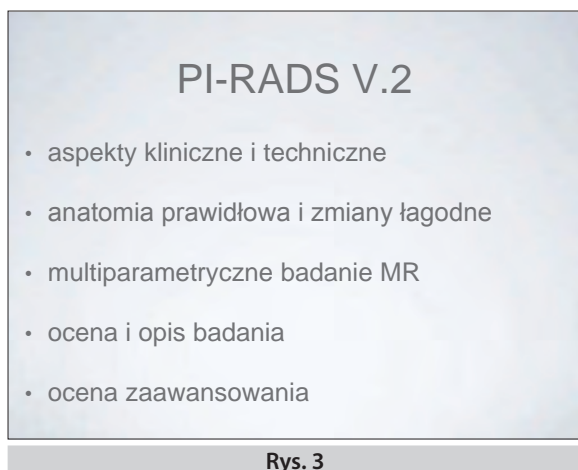 PI-RADS V.2
• aspekty kliniczne i techniczne
• anatomia prawidłowa i zmiany łagodne
• multiparametryczne badanie MR
• ocena i opis badania
• ocena zaawansowania
Rys. 3